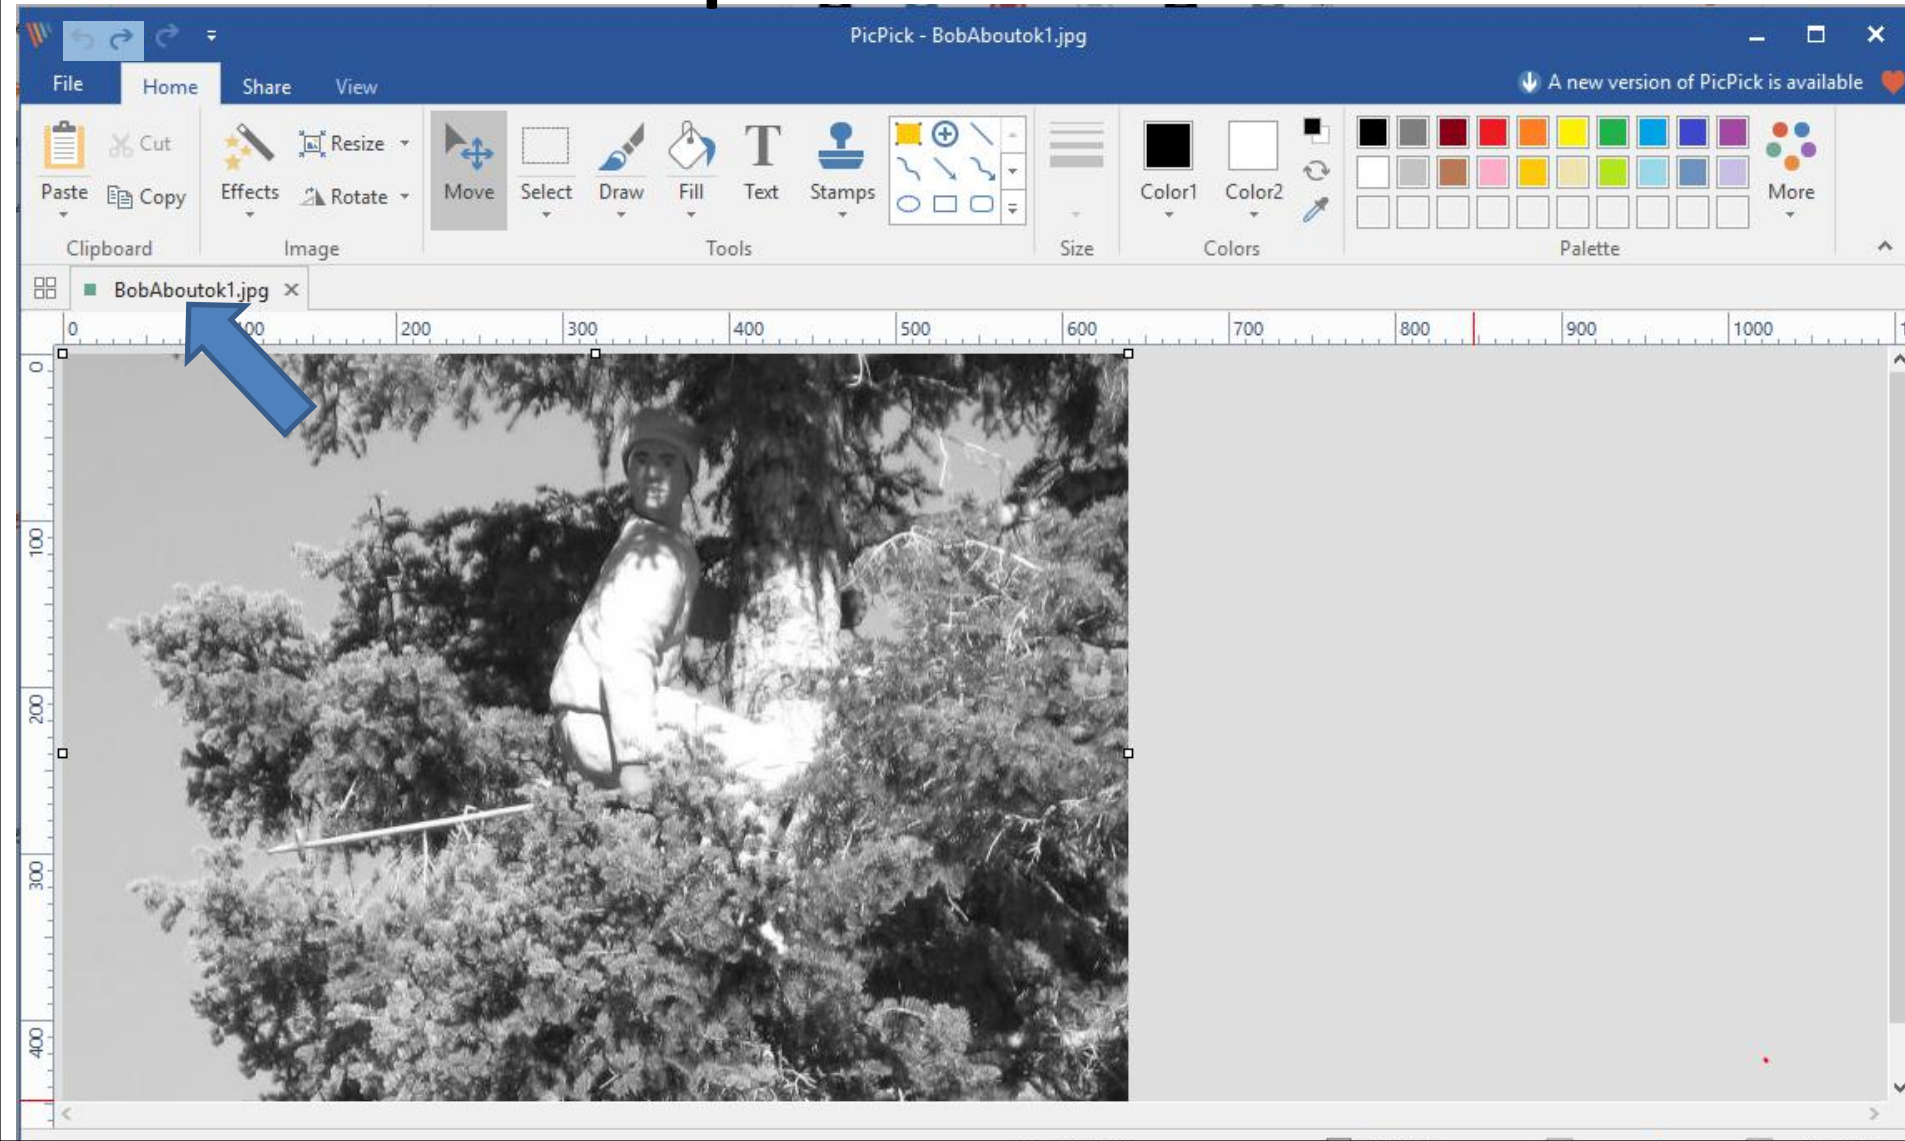 PicPick - BobAboutok1.jpg
File Home Share View A new version of PicPick is available
Paste Cut Copy Effects Resize Rotate Move Select Draw Fill Text Stamps Color1 Color2 More
Clipboard Image Tools Size Colors Palette
BobAboutok1.jpg
0 100 200 300 400 500 600 700 800 900 1000
0
100
200
300
400